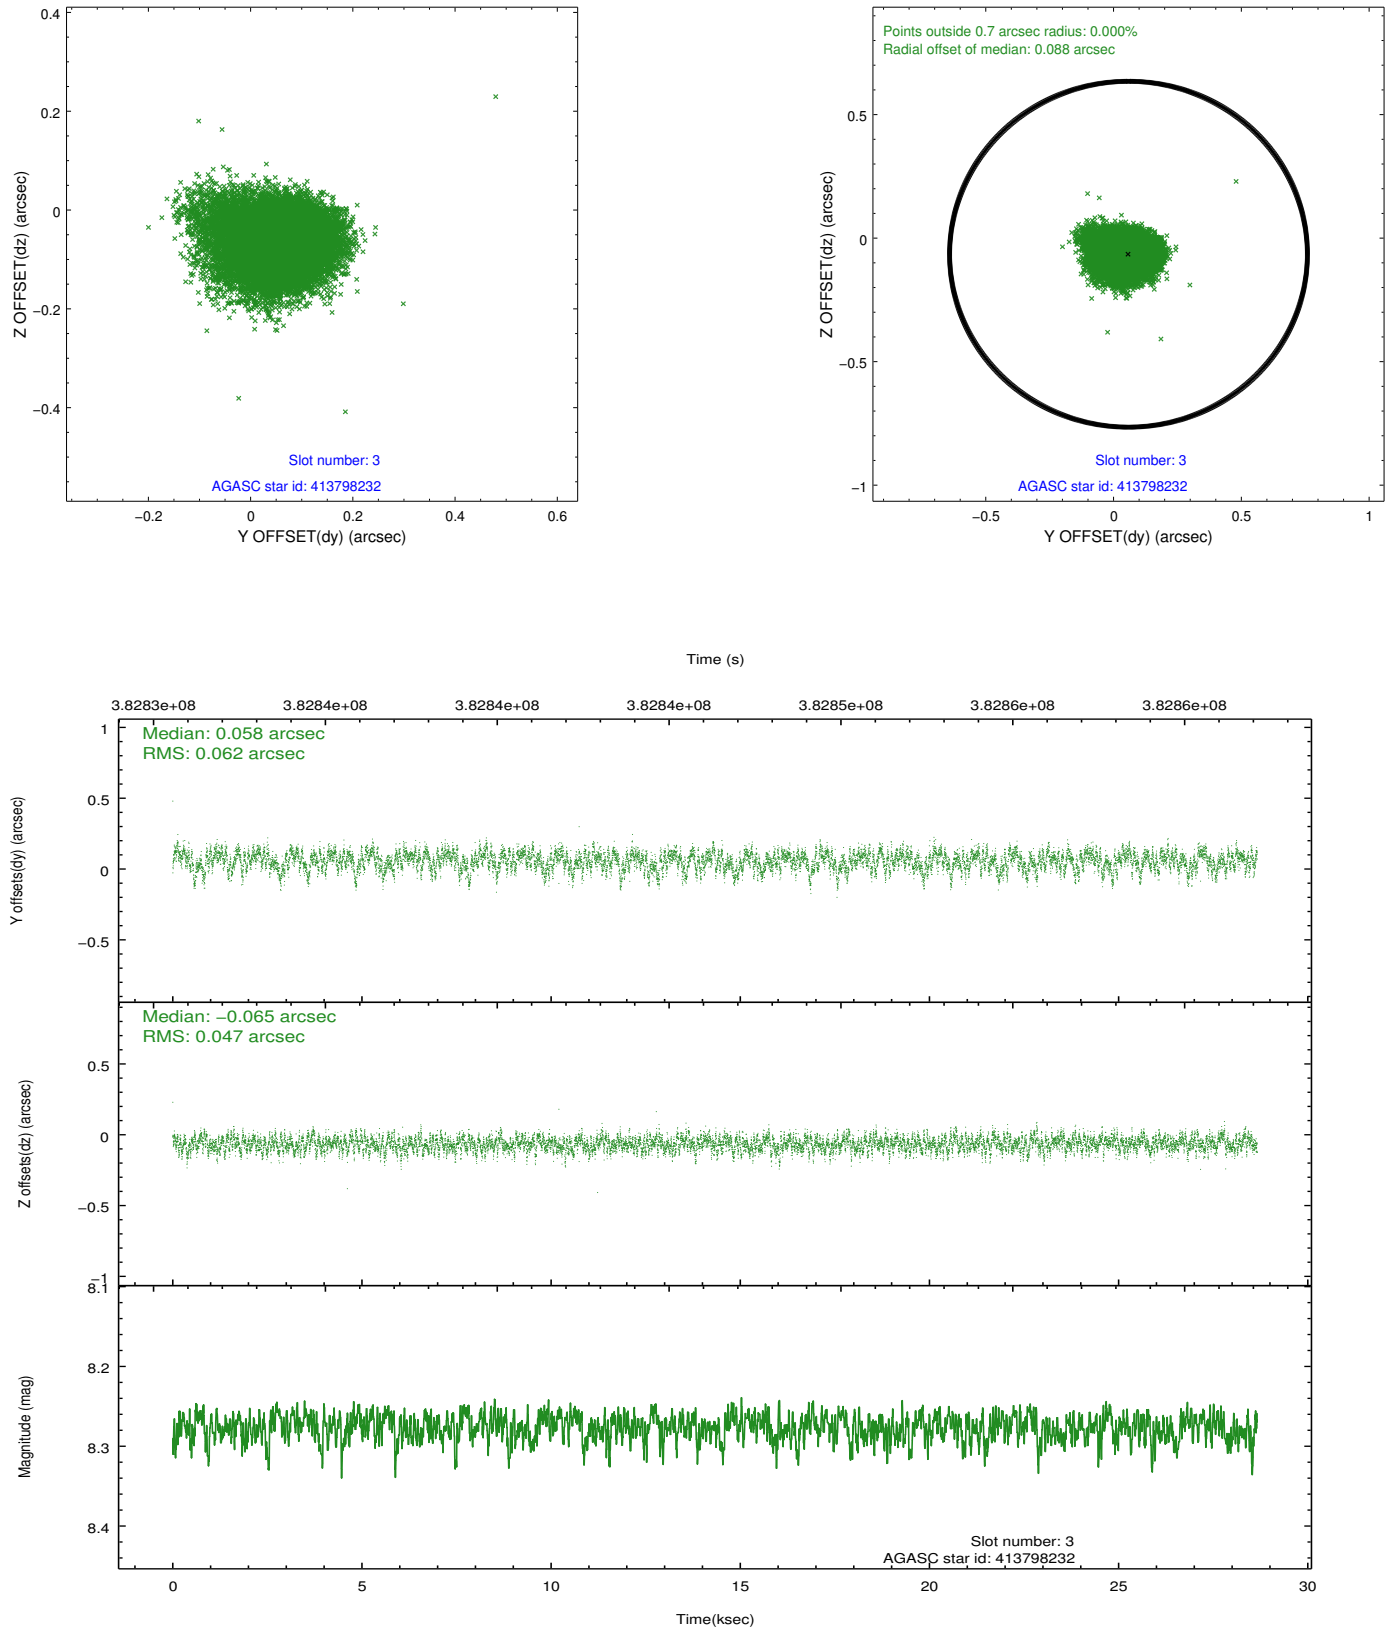 0.4
0.2
0
−0.2
−0.4
Z OFFSET(dz) (arcsec)
Slot number: 3
AGASC star id: 413798232
−0.2 0 0.2 0.4 0.6
Y OFFSET(dy) (arcsec)
Points outside 0.7 arcsec radius: 0.000%
Radial offset of median: 0.088 arcsec
0.5
0
−0.5
−1
Z OFFSET(dz) (arcsec)
Slot number: 3
AGASC star id: 413798232
−0.5 0 0.5 1
Y OFFSET(dy) (arcsec)
Time (s)
3.8283e+08 3.8284e+08 3.8284e+08 3.8284e+08 3.8285e+08 3.8286e+08 3.8286e+08
Median: 0.058 arcsec
RMS: 0.062 arcsec
1
0.5
0
−0.5
Y offsets(dy) (arcsec)
Median: −0.065 arcsec
RMS: 0.047 arcsec
0.5
0
−0.5
−1
Z offsets(dz) (arcsec)
8.1
8.2
8.3
8.4
Magnitude (mag)
Slot number: 3
AGASC star id: 413798232
0 5 10 15 20 25 30
Time(ksec)